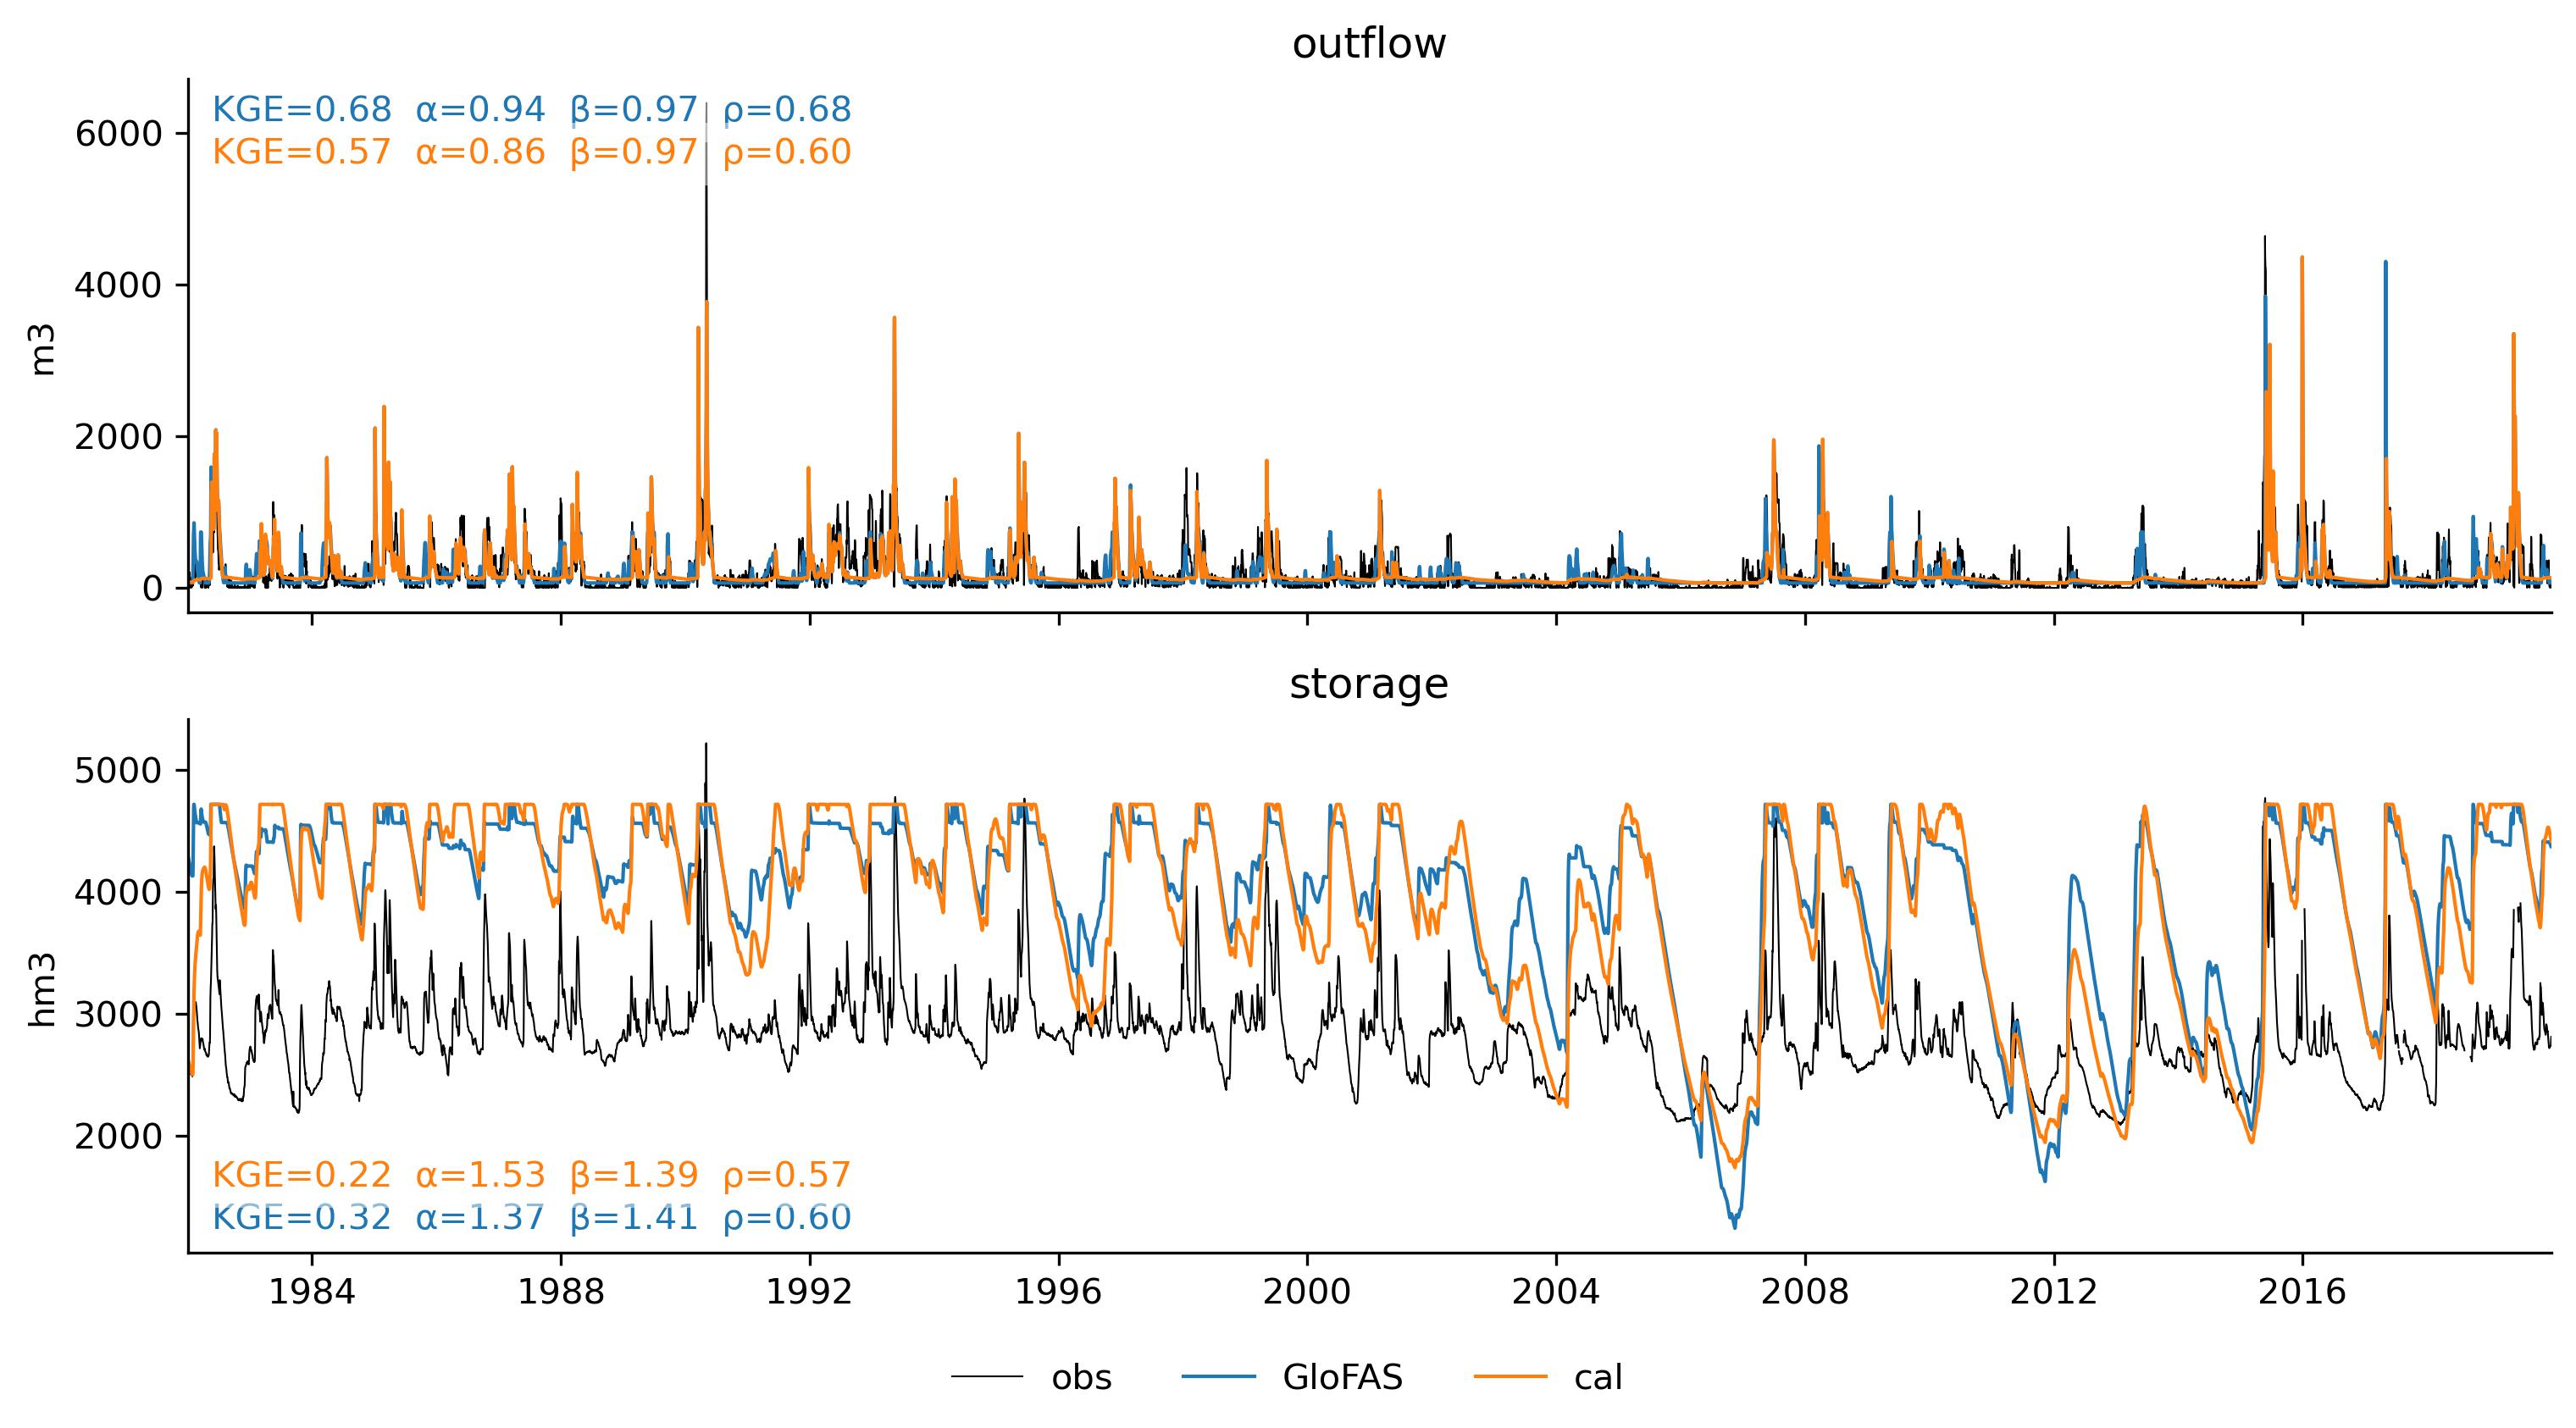 outflow
KGE=0.68 α=0.94 β=0.97 ρ=0.68
KGE=0.57 α=0.86 β=0.97 ρ=0.60
6000
4000
2000
0
m3
storage
5000
4000
3000
2000
hm3
KGE=0.22 α=1.53 β=1.39 ρ=0.57
KGE=0.32 α=1.37 β=1.41 ρ=0.60
1984 1988 1992 1996 2000 2004 2008 2012 2016
obs GloFAS cal